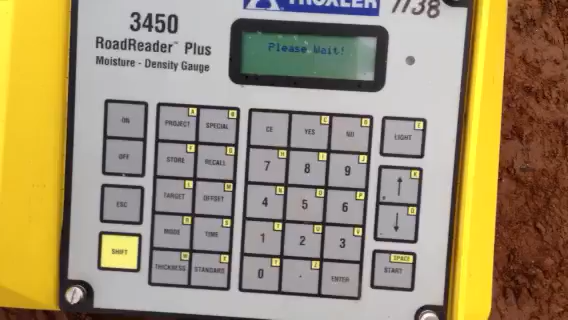 TROXLER
1138
3450
RoadReader™ Plus
Moisture - Density Gauge
Please Wait!
ON
OFF
ESC
SHIFT
PROJECT A
SPECIAL B
STORE F
RECALL G
TARGET L
OFFSET M
MODE R
TIME S
THICKNESS W
STANDARD X
CE
YES C
NO D
7 H
8 I
9 J
4 N
5 O
6 P
1 T
2 U
3 V
0 Y
. Z
ENTER
LIGHT E
↑ K
↓ Q
START SPACE